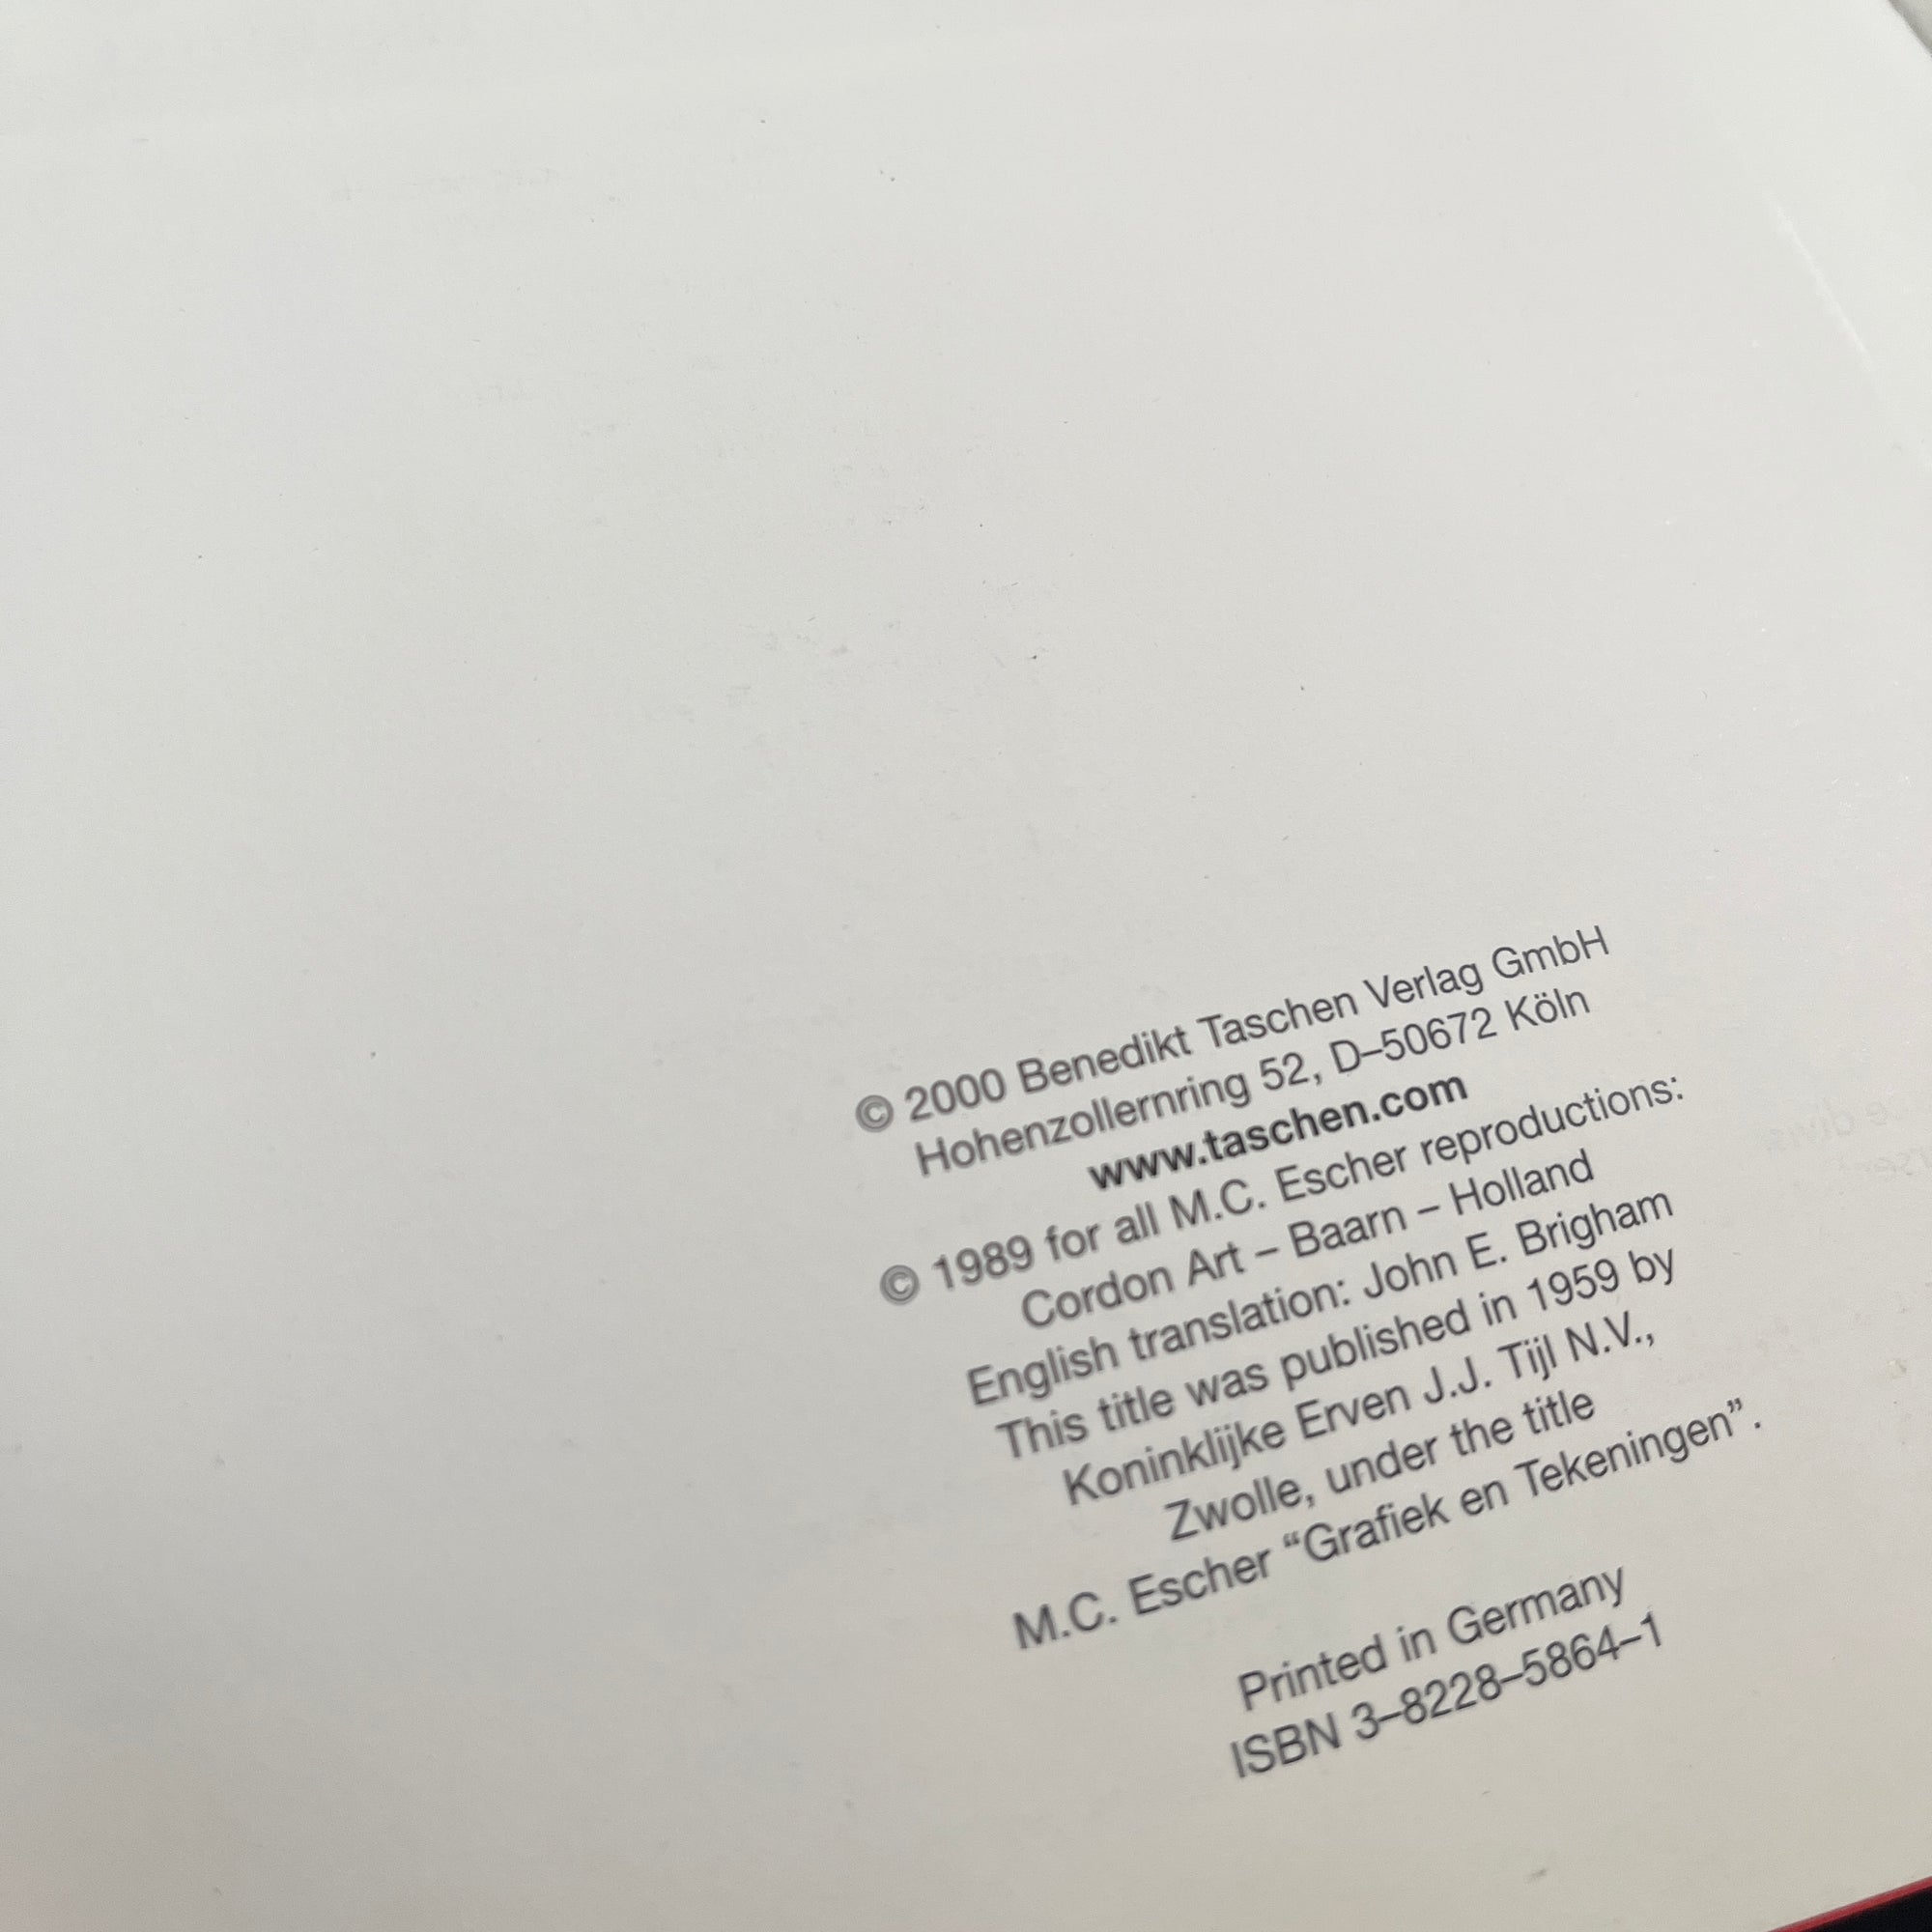 © 2000 Benedikt Taschen Verlag GmbH
Hohenzollernring 52, D–50672 Köln
www.taschen.com
© 1989 for all M.C. Escher reproductions:
Cordon Art – Baarn – Holland
English translation: John E. Brigham
This title was published in 1959 by
Koninklijke Erven J.J. Tijl N.V.,
Zwolle, under the title
M.C. Escher “Grafiek en Tekeningen”.
Printed in Germany
ISBN 3–8228–5864–1